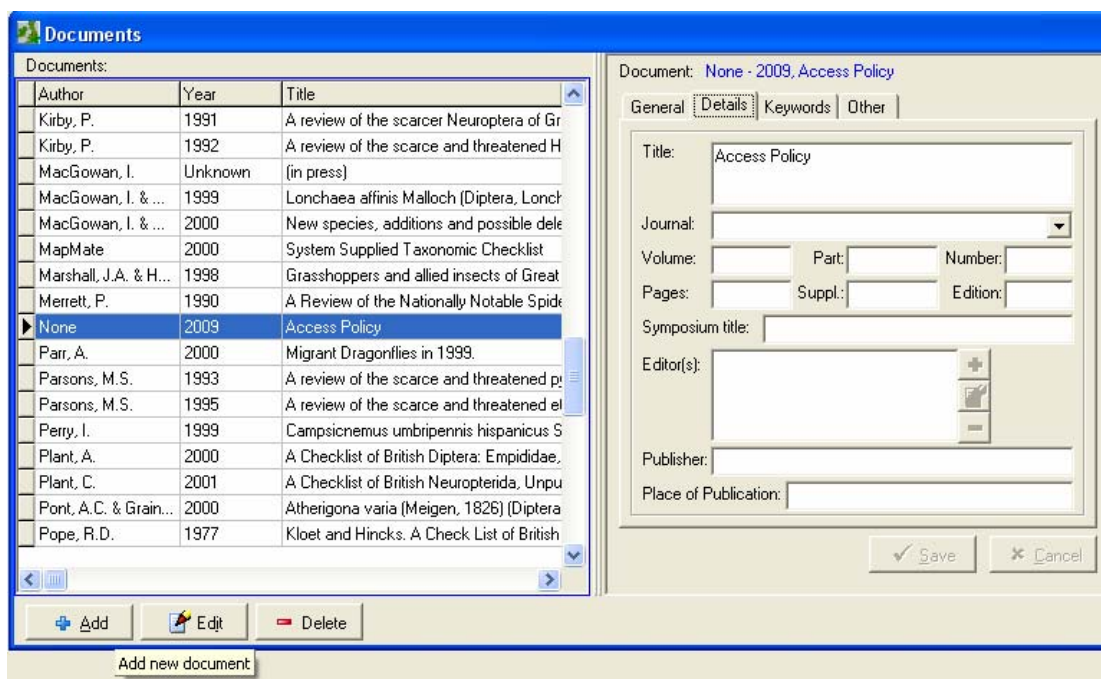 Documents
Documents:
Author Year Title
Kirby, P. 1991 A review of the scarcer Neuroptera of Gr
Kirby, P. 1992 A review of the scarce and threatened H
MacGowan, I. Unknown (in press)
MacGowan, I. & ... 1999 Lonchaea affinis Malloch (Diptera, Lonch
MacGowan, I. & ... 2000 New species, additions and possible dele
MapMate 2000 System Supplied Taxonomic Checklist
Marshall, J.A. & H... 1998 Grasshoppers and allied insects of Great
Merrett, P. 1990 A Review of the Nationally Notable Spide
None 2009 Access Policy
Parr, A. 2000 Migrant Dragonflies in 1999.
Parsons, M.S. 1993 A review of the scarce and threatened py
Parsons, M.S. 1995 A review of the scarce and threatened et
Perry, I. 1999 Campsicnemus umbripennis hispanicus S
Plant, A. 2000 A Checklist of British Diptera: Empididae,
Plant, C. 2001 A Checklist of British Neuropterida, Unpu
Pont, A.C. & Grain... 2000 Atherigona varia (Meigen, 1826) (Diptera
Pope, R.D. 1977 Kloet and Hincks. A Check List of British
Add Edit Delete
Add new document
Document: None - 2009, Access Policy
General Details Keywords Other
Title: Access Policy
Journal:
Volume: Part: Number:
Pages: Suppl.: Edition:
Symposium title:
Editor(s):
Publisher:
Place of Publication:
Save Cancel